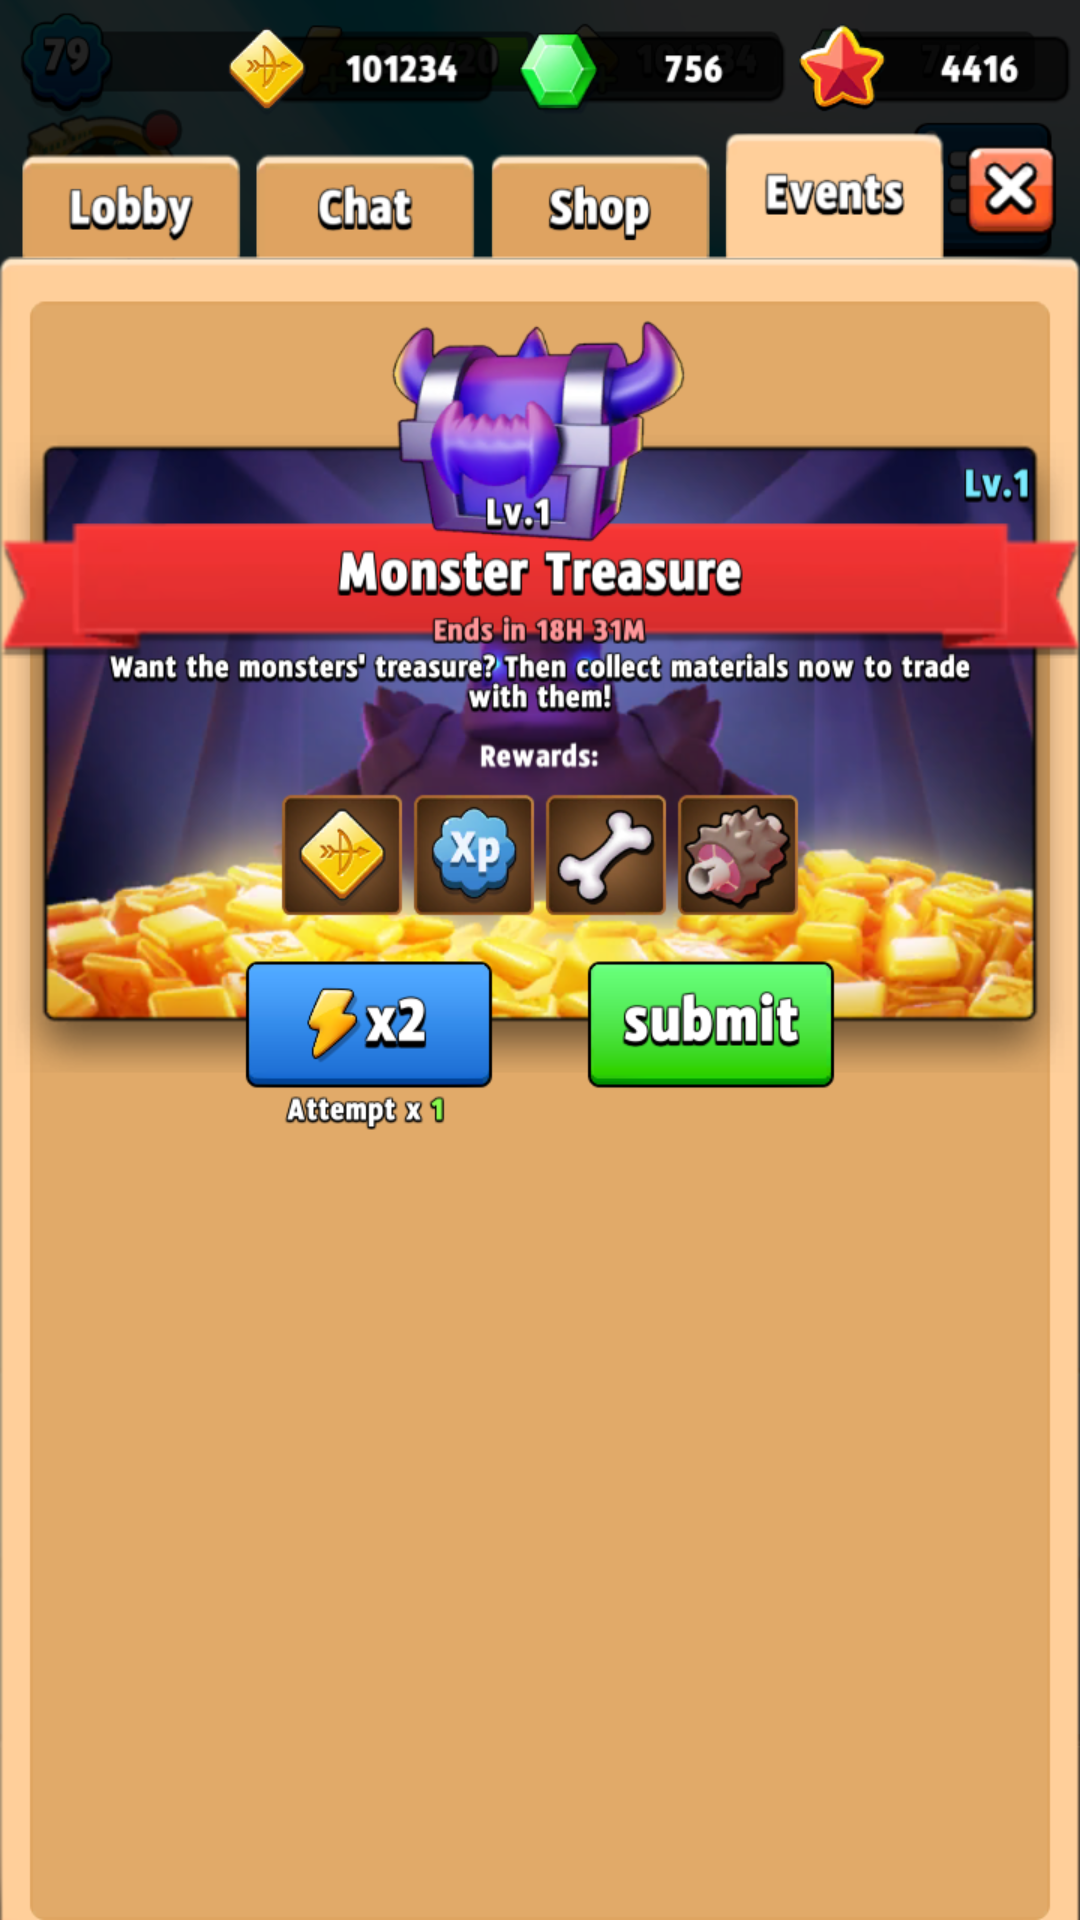 79
101234
756
4416
Lobby
Chat
Shop
Events
Lv.1
Lv.1
Monster Treasure
Ends in 18H 31M
Want the monsters' treasure? Then collect materials now to trade
with them!
Rewards:
Xp
x2
submit
Attempt x 1